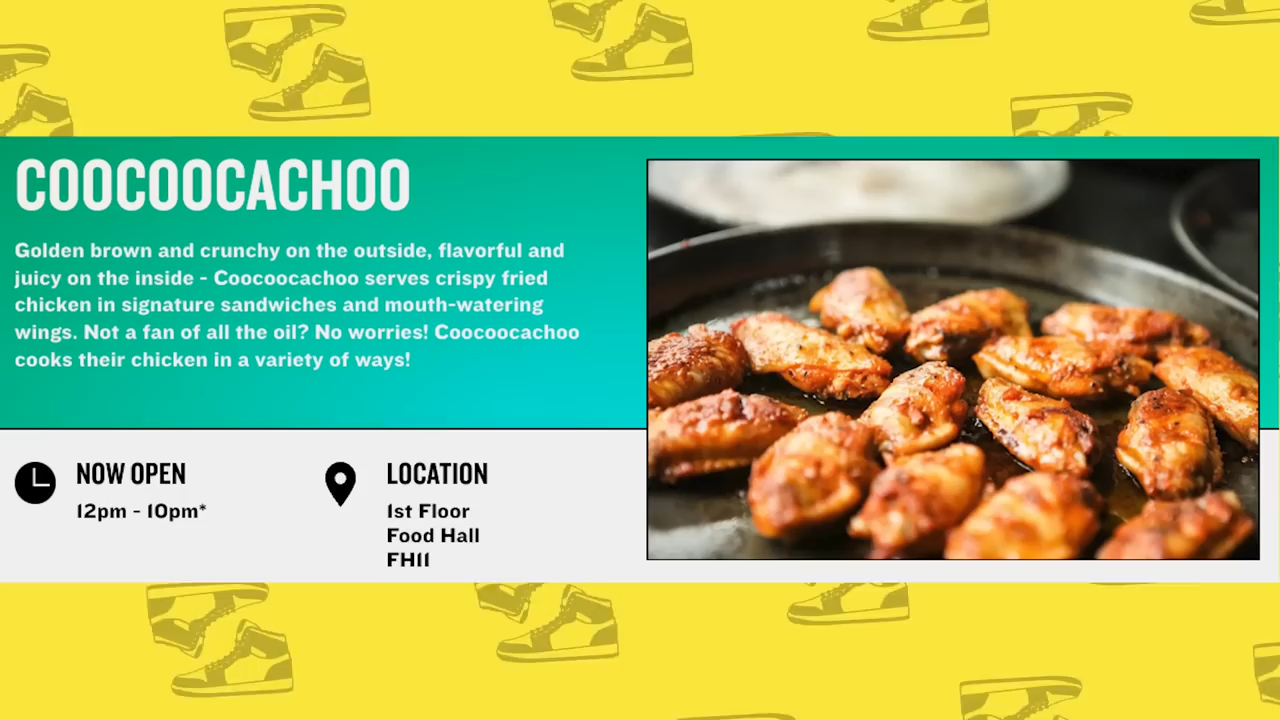 COOCOOCACHOO
Golden brown and crunchy on the outside, flavorful and
juicy on the inside - Coocoocachoo serves crispy fried
chicken in signature sandwiches and mouth-watering
wings. Not a fan of all the oil? No worries! Coocoocachoo
cooks their chicken in a variety of ways!
NOW OPEN
12pm - 10pm*
LOCATION
1st Floor
Food Hall
FH11